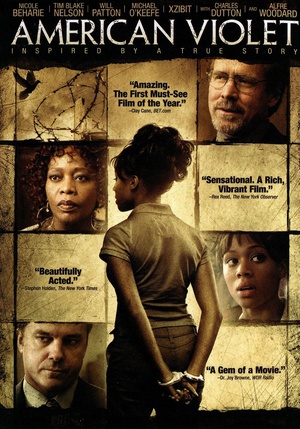 NICOLE BEHARIE TIM BLAKE NELSON WILL PATTON MICHAEL O'KEEFE XZIBIT WITH CHARLES DUTTON AND ALFRE WOODARD
AMERICAN VIOLET
INSPIRED BY A TRUE STORY
"Amazing.
The First Must-See
Film of the Year."
–Clay Cane, BET.com
"Sensational. A Rich,
Vibrant Film."
–Rex Reed, The New York Observer
"Beautifully
Acted."
–Stephen Holden, The New York Times
"A Gem of a Movie."
–Dr. Joy Browne, WOR Radio